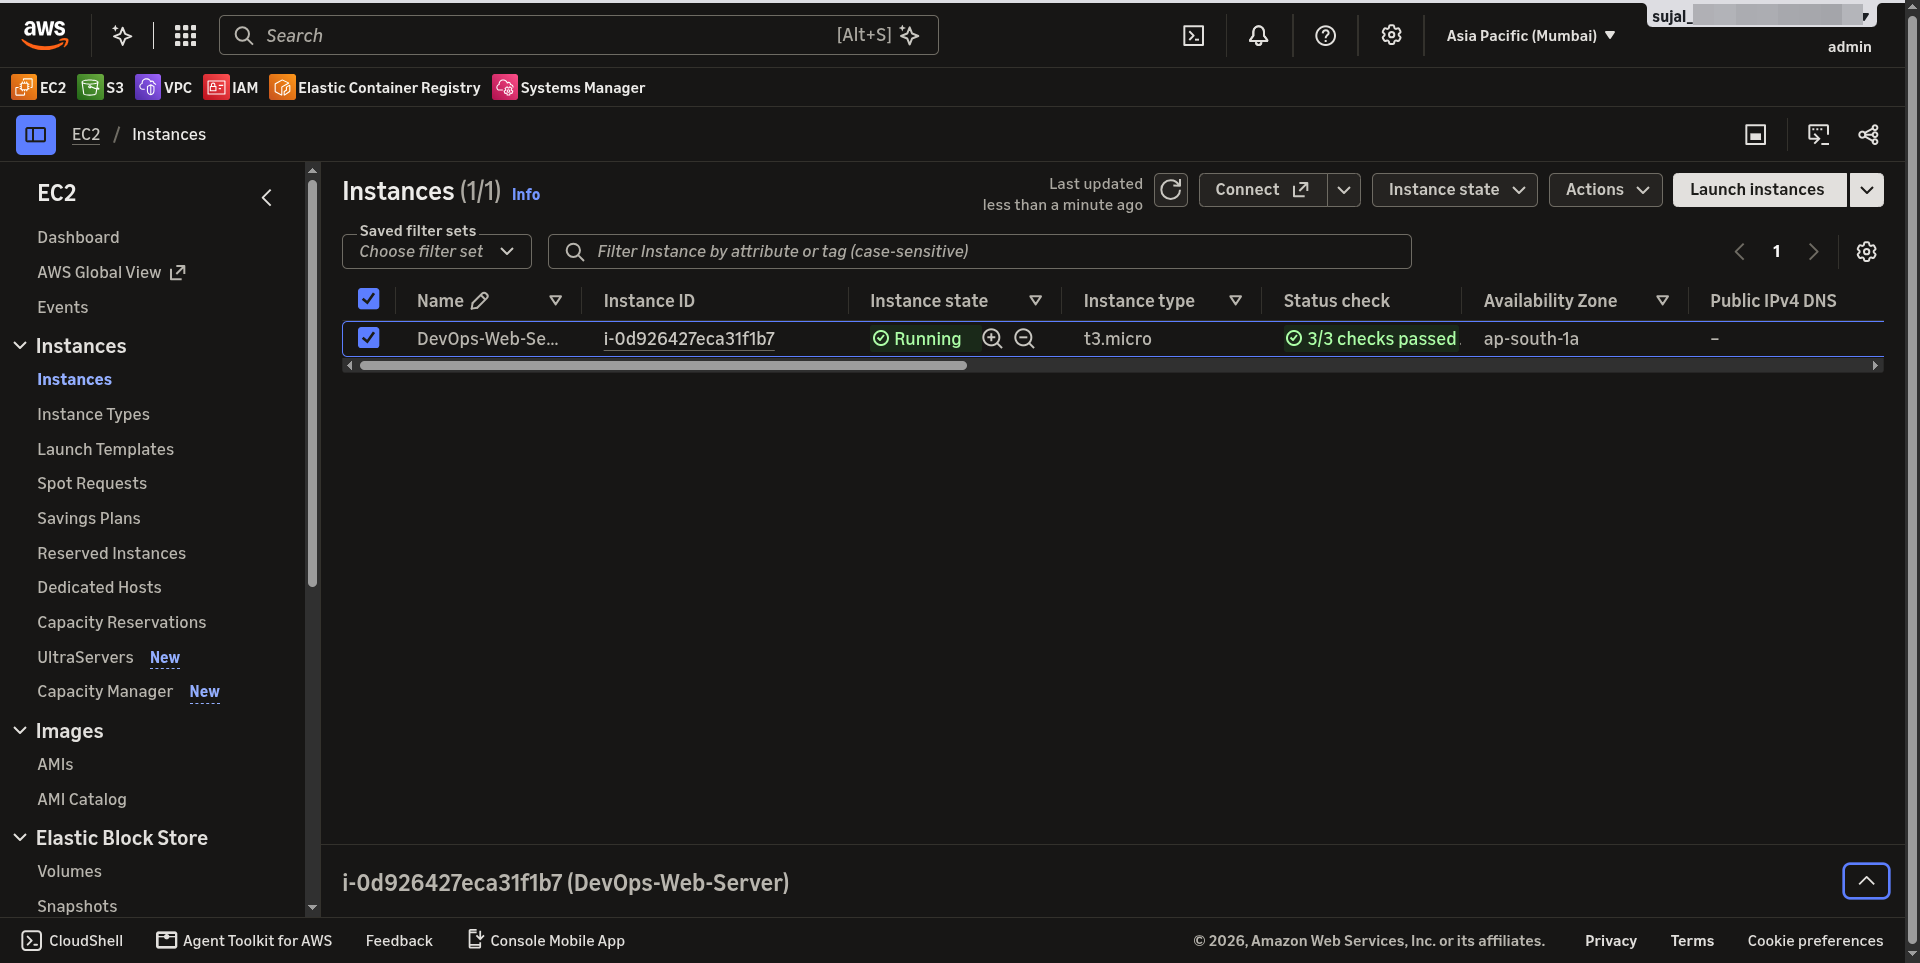 aws
Search [Alt+S]
Asia Pacific (Mumbai)
sujal_
admin
EC2 S3 VPC IAM Elastic Container Registry Systems Manager
EC2 / Instances
EC2
Dashboard
AWS Global View
Events
Instances
Instances
Instance Types
Launch Templates
Spot Requests
Savings Plans
Reserved Instances
Dedicated Hosts
Capacity Reservations
UltraServers New
Capacity Manager New
Images
AMIs
AMI Catalog
Elastic Block Store
Volumes
Snapshots
Instances (1/1) Info
Last updated
less than a minute ago
Connect Instance state Actions Launch instances
Saved filter sets
Choose filter set Filter Instance by attribute or tag (case-sensitive) 1
Name Instance ID Instance state Instance type Status check Availability Zone Public IPv4 DNS
DevOps-Web-Se... i-0d926427eca31f1b7 Running t3.micro 3/3 checks passed ap-south-1a –
i-0d926427eca31f1b7 (DevOps-Web-Server)
CloudShell Agent Toolkit for AWS Feedback Console Mobile App © 2026, Amazon Web Services, Inc. or its affiliates. Privacy Terms Cookie preferences